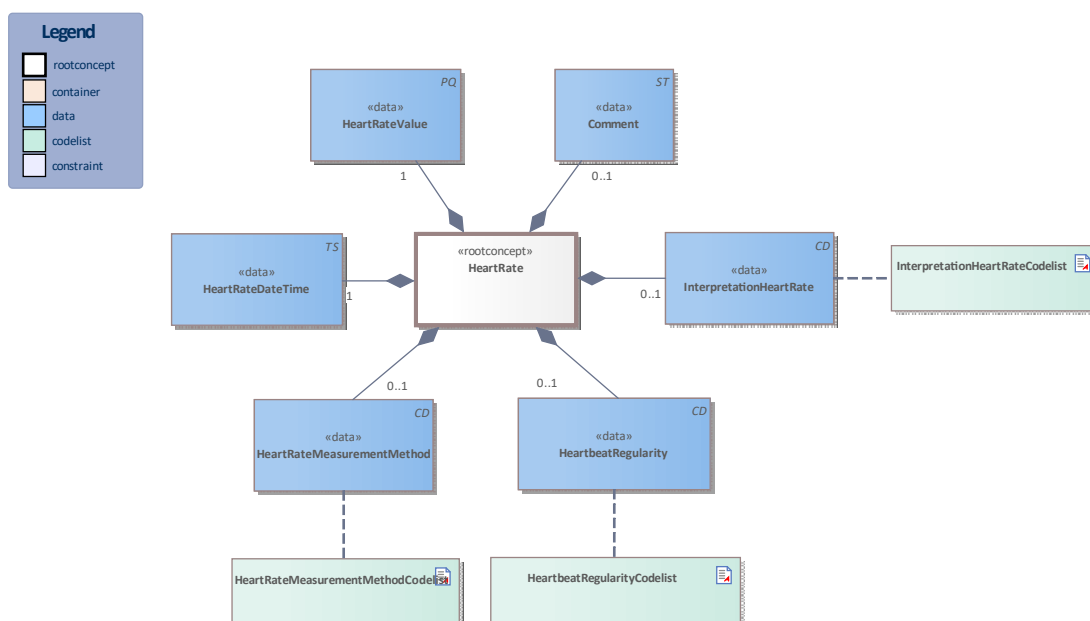 Legend
rootconcept
container
data
codelist
constraint
PQ
«data»
HeartRateValue
ST
«data»
Comment
1
0..1
TS
«data»
HeartRateDateTime
1
«rootconcept»
HeartRate
CD
«data»
InterpretationHeartRate
0..1
InterpretationHeartRateCodelist
0..1
0..1
CD
«data»
HeartRateMeasurementMethod
CD
«data»
HeartbeatRegularity
HeartRateMeasurementMethodCodelist
HeartbeatRegularityCodelist